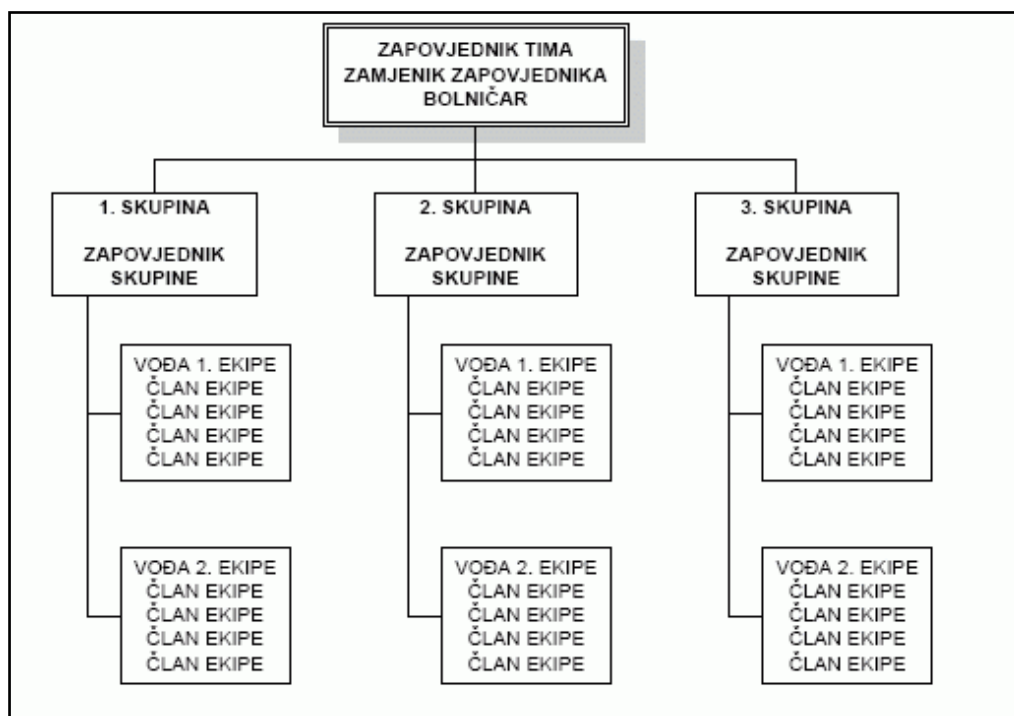 ZAPOVJEDNIK TIMA
ZAMJENIK ZAPOVJEDNIKA
BOLNIČAR
1. SKUPINA
ZAPOVJEDNIK
SKUPINE
2. SKUPINA
ZAPOVJEDNIK
SKUPINE
3. SKUPINA
ZAPOVJEDNIK
SKUPINE
VOĐA 1. EKIPE
ČLAN EKIPE
ČLAN EKIPE
ČLAN EKIPE
ČLAN EKIPE
VOĐA 1. EKIPE
ČLAN EKIPE
ČLAN EKIPE
ČLAN EKIPE
ČLAN EKIPE
VOĐA 1. EKIPE
ČLAN EKIPE
ČLAN EKIPE
ČLAN EKIPE
ČLAN EKIPE
VOĐA 2. EKIPE
ČLAN EKIPE
ČLAN EKIPE
ČLAN EKIPE
ČLAN EKIPE
VOĐA 2. EKIPE
ČLAN EKIPE
ČLAN EKIPE
ČLAN EKIPE
ČLAN EKIPE
VOĐA 2. EKIPE
ČLAN EKIPE
ČLAN EKIPE
ČLAN EKIPE
ČLAN EKIPE